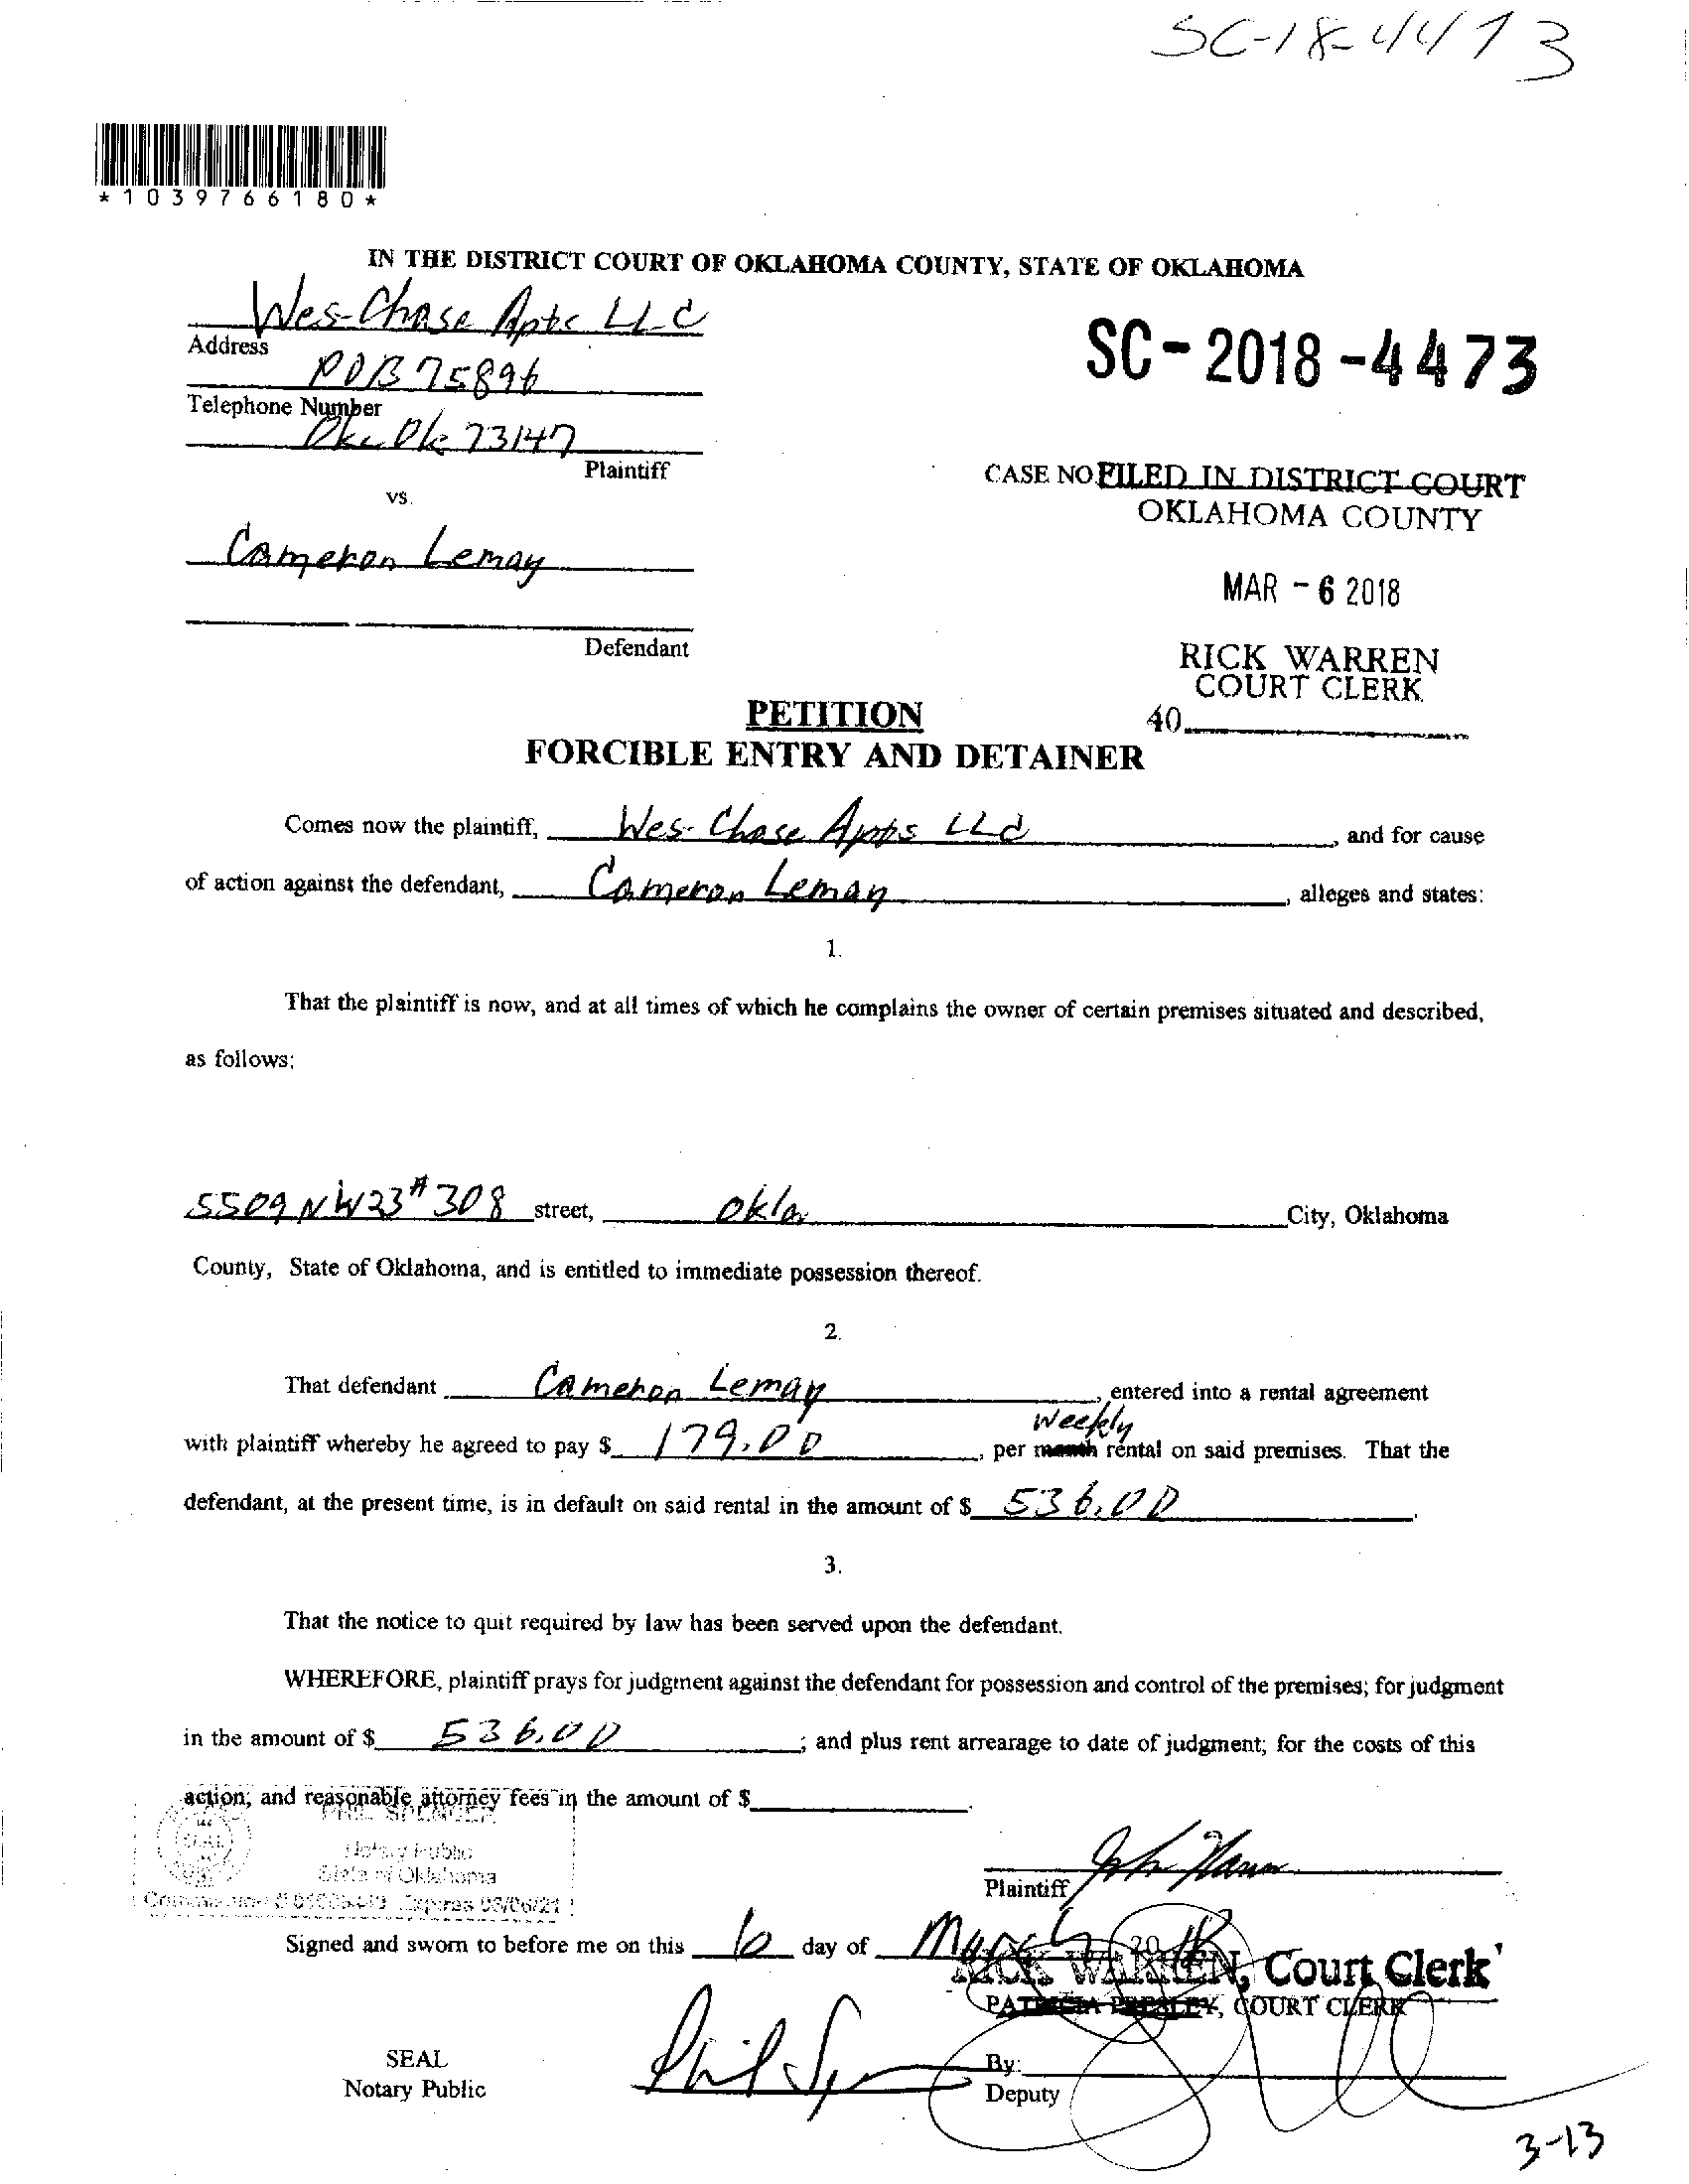 SC-18-4473
*1039766180*
IN THE DISTRICT COURT OF OKLAHOMA COUNTY, STATE OF OKLAHOMA
Wes-Chase Apts LLC
Address
POB 75896
Telephone Number
Okc Ok 73147
Plaintiff
vs.
Cameron Lemay
Defendant
SC-2018-4473
CASE NO. FILED IN DISTRICT COURT
OKLAHOMA COUNTY
MAR - 6 2018
RICK WARREN
COURT CLERK
40
PETITION
FORCIBLE ENTRY AND DETAINER
Comes now the plaintiff, Wes-Chase Apts LLC, and for cause
of action against the defendant, Cameron Lemay, alleges and states:
1.
That the plaintiff is now, and at all times of which he complains the owner of certain premises situated and described,
as follows:
5509 NW 23 # 308 street, Okla City, Oklahoma
County, State of Oklahoma, and is entitled to immediate possession thereof.
2.
That defendant Cameron Lemay, entered into a rental agreement
Weekly
with plaintiff whereby he agreed to pay $ 179.00, per month rental on said premises. That the
defendant, at the present time, is in default on said rental in the amount of $ 536.00.
3.
That the notice to quit required by law has been served upon the defendant.
WHEREFORE, plaintiff prays for judgment against the defendant for possession and control of the premises; for judgment
in the amount of $ 536.00; and plus rent arrearage to date of judgment; for the costs of this
action; and reasonable attorney fees in the amount of $.
PHIL SPENCER
SEAL
Notary Public
State of Oklahoma
Expires 03/06/21
Plaintiff
Signed and sworn to before me on this 6 day of March 2018
RICK WARREN, Court Clerk
PATRICIA PRESLEY, COURT CLERK
SEAL
Notary Public
By:
Deputy
3-13